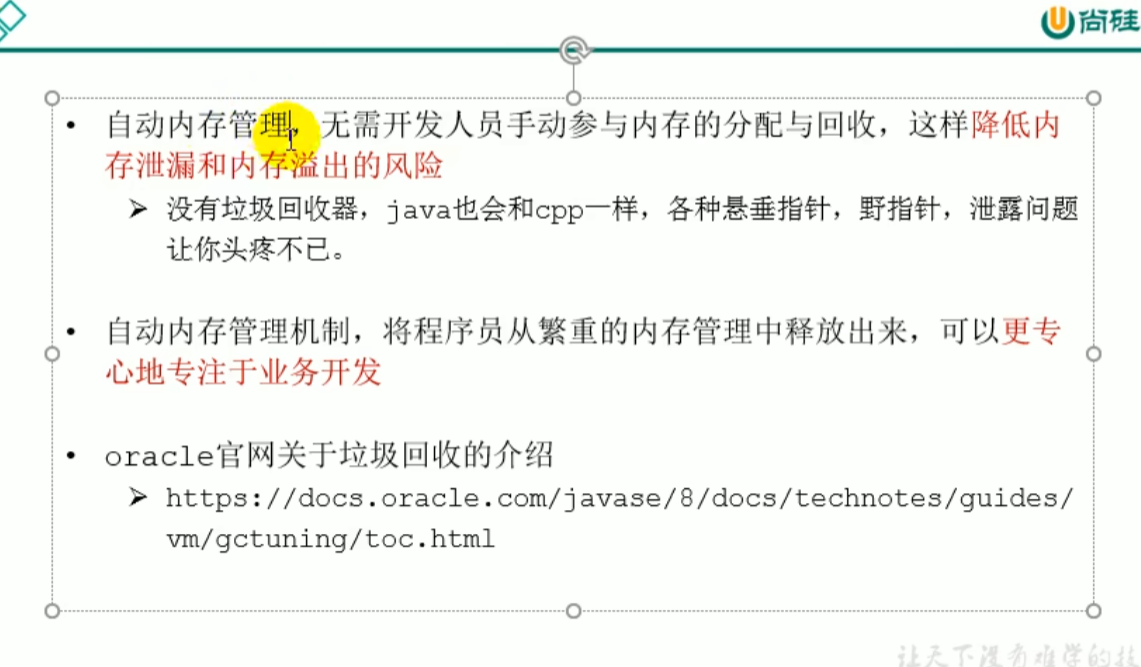 尚硅
• 自动内存管理，无需开发人员手动参与内存的分配与回收，这样降低内
存泄漏和内存溢出的风险
➢ 没有垃圾回收器，java也会和cpp一样，各种悬垂指针，野指针，泄露问题
让你头疼不已。
• 自动内存管理机制，将程序员从繁重的内存管理中释放出来，可以更专
心地专注于业务开发
• oracle官网关于垃圾回收的介绍
➢ https://docs.oracle.com/javase/8/docs/technotes/guides/
vm/gctuning/toc.html
让天下没有难学的技